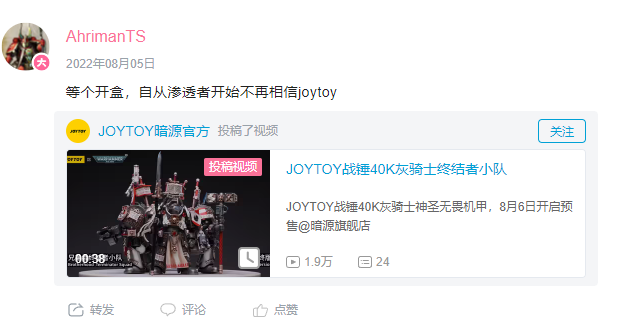 AhrimanTS
大
2022年08月05日
等个开盒，自从渗透者开始不再相信joytoy
JOYTOY
JOYTOY暗源官方 投稿了视频
关注
JOYTOY
WARHAMMER
投稿视频
JOYTOY战锤40K灰骑士终结者小队
JOYTOY战锤40K灰骑士神圣无畏机甲，8月6日开启预
售@暗源旗舰店
00:38
Brotherhood Terminator Squad
1.9万 24
转发 评论 点赞